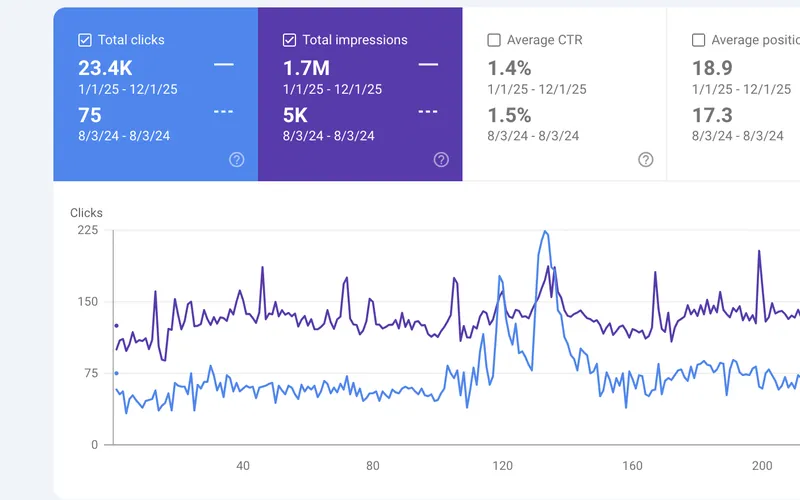 Total clicks
23.4K
1/1/25 - 12/1/25
75
8/3/24 - 8/3/24
Total impressions
1.7M
1/1/25 - 12/1/25
5K
8/3/24 - 8/3/24
Average CTR
1.4%
1/1/25 - 12/1/25
1.5%
8/3/24 - 8/3/24
Average positio
18.9
1/1/25 - 12/1/25
17.3
8/3/24 - 8/3/24
Clicks
225
150
75
0
40 80 120 160 200